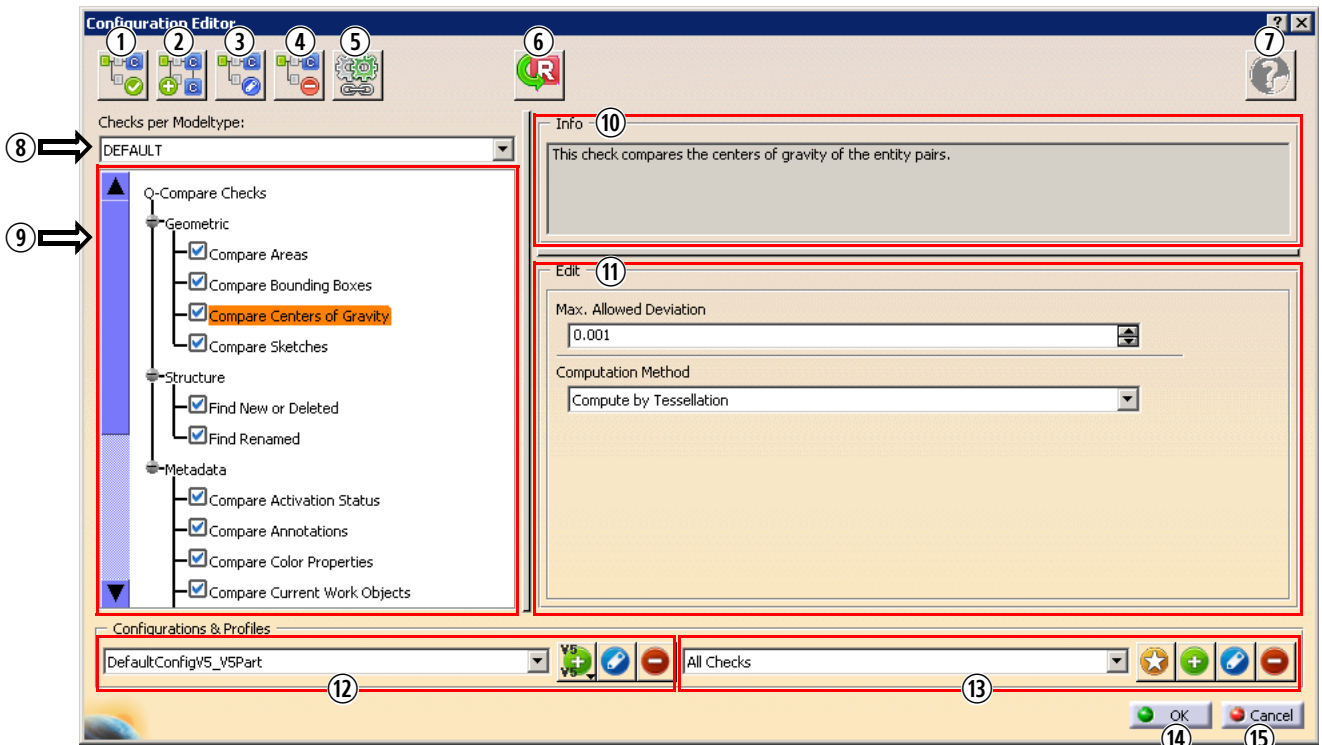 Configuration Editor
1 2 3 4 5 6 7
C C C C C C R ?
Checks per Modeltype:
8
DEFAULT
Info 10
This check compares the centers of gravity of the entity pairs.
9
Q-Compare Checks
Geometric
Compare Areas
Compare Bounding Boxes
Compare Centers of Gravity
Compare Sketches
Structure
Find New or Deleted
Find Renamed
Metadata
Compare Activation Status
Compare Annotations
Compare Color Properties
Compare Current Work Objects
Edit 11
Max. Allowed Deviation
0.001
Computation Method
Compute by Tessellation
Configurations & Profiles
DefaultConfigV5_V5Part
V5
V5
All Checks
12 13
OK Cancel
14 15